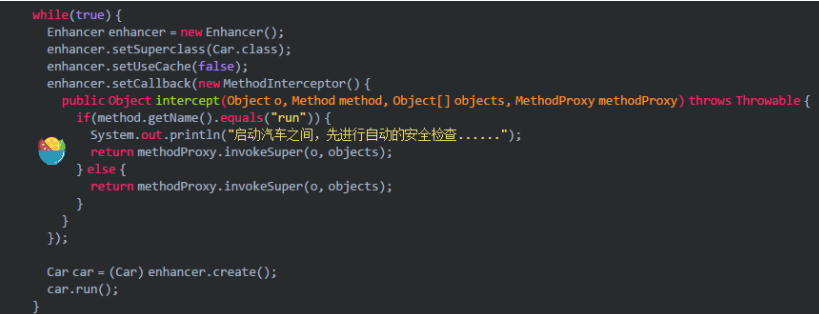 while(true) {
Enhancer enhancer = new Enhancer();
enhancer.setSuperclass(Car.class);
enhancer.setUseCache(false);
enhancer.setCallback(new MethodInterceptor() {
public Object intercept(Object o, Method method, Object[] objects, MethodProxy methodProxy) throws Throwable {
if(method.getName().equals("run")) {
System.out.println("启动汽车之间，先进行自动的安全检查......");
return methodProxy.invokeSuper(o, objects);
} else {
return methodProxy.invokeSuper(o, objects);
}
}
});
Car car = (Car) enhancer.create();
car.run();
}